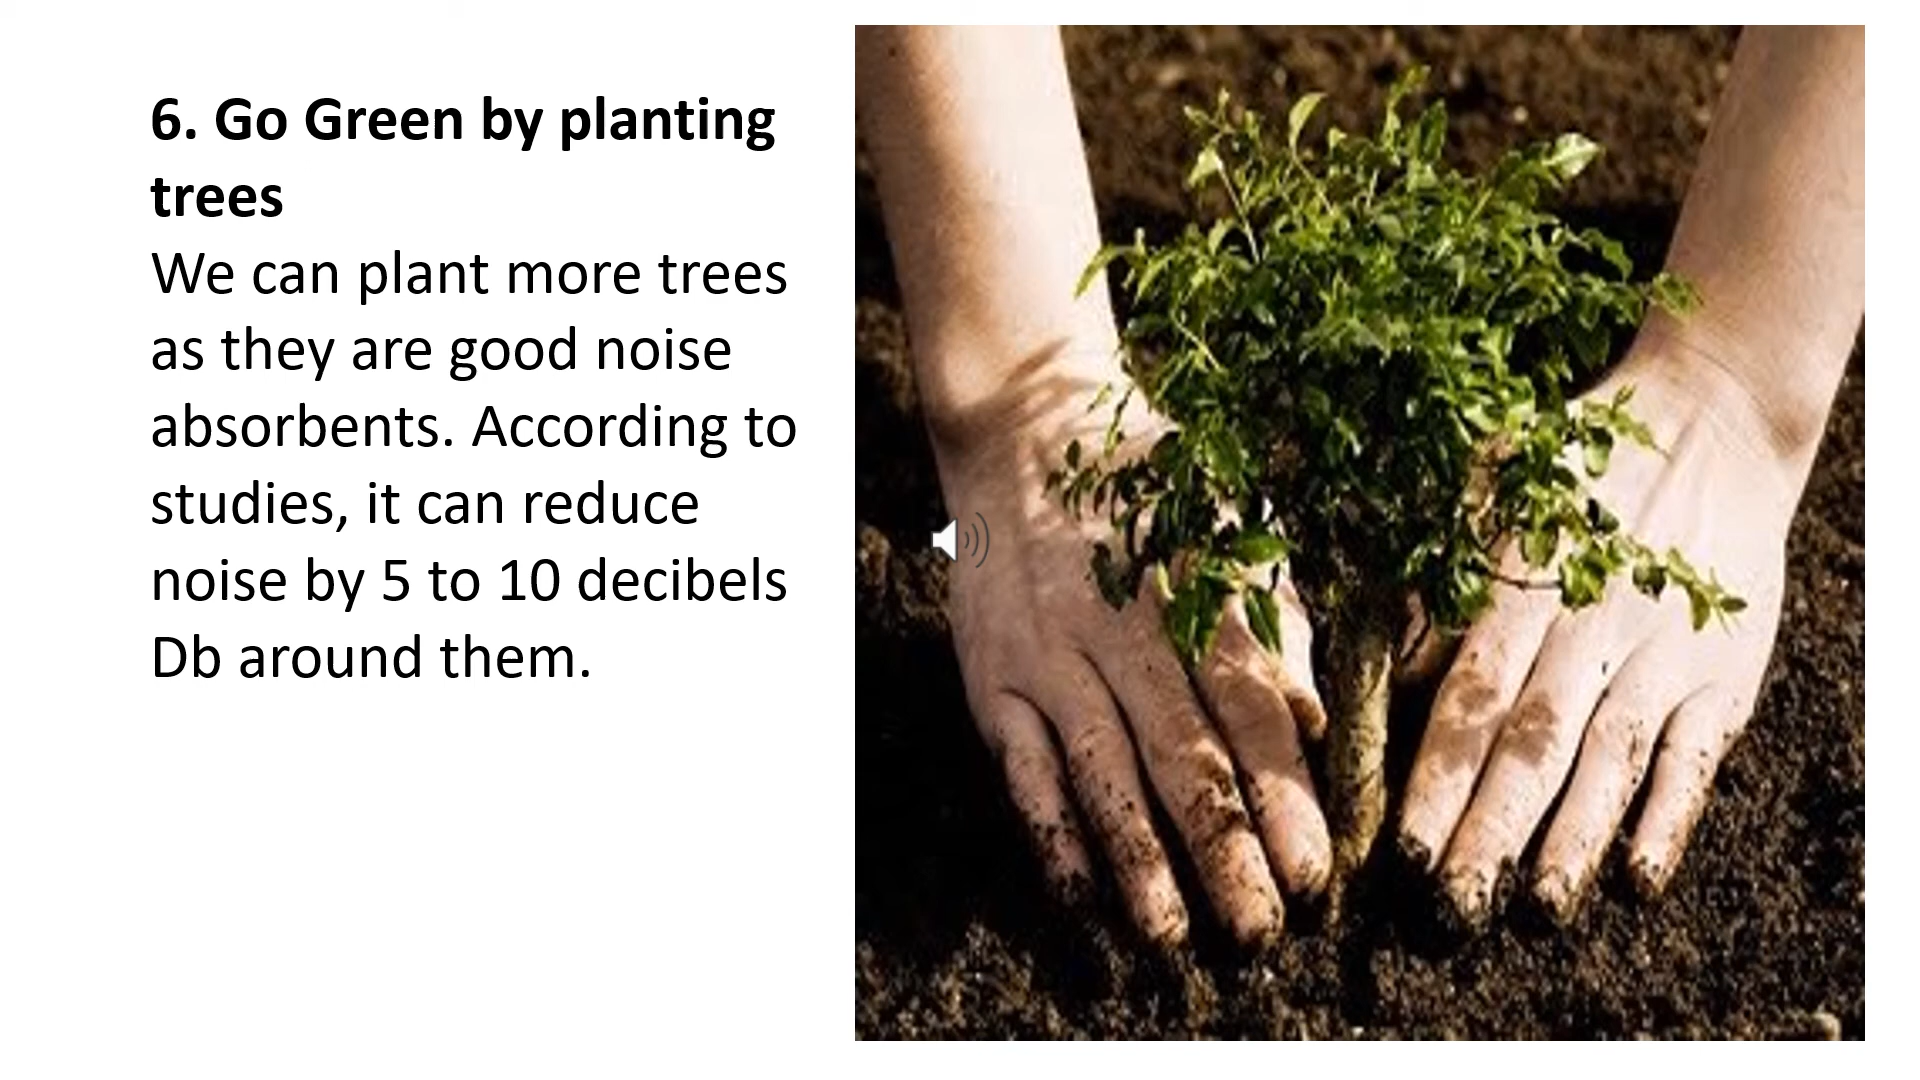 6. Go Green by planting
trees
We can plant more trees
as they are good noise
absorbents. According to
studies, it can reduce
noise by 5 to 10 decibels
Db around them.